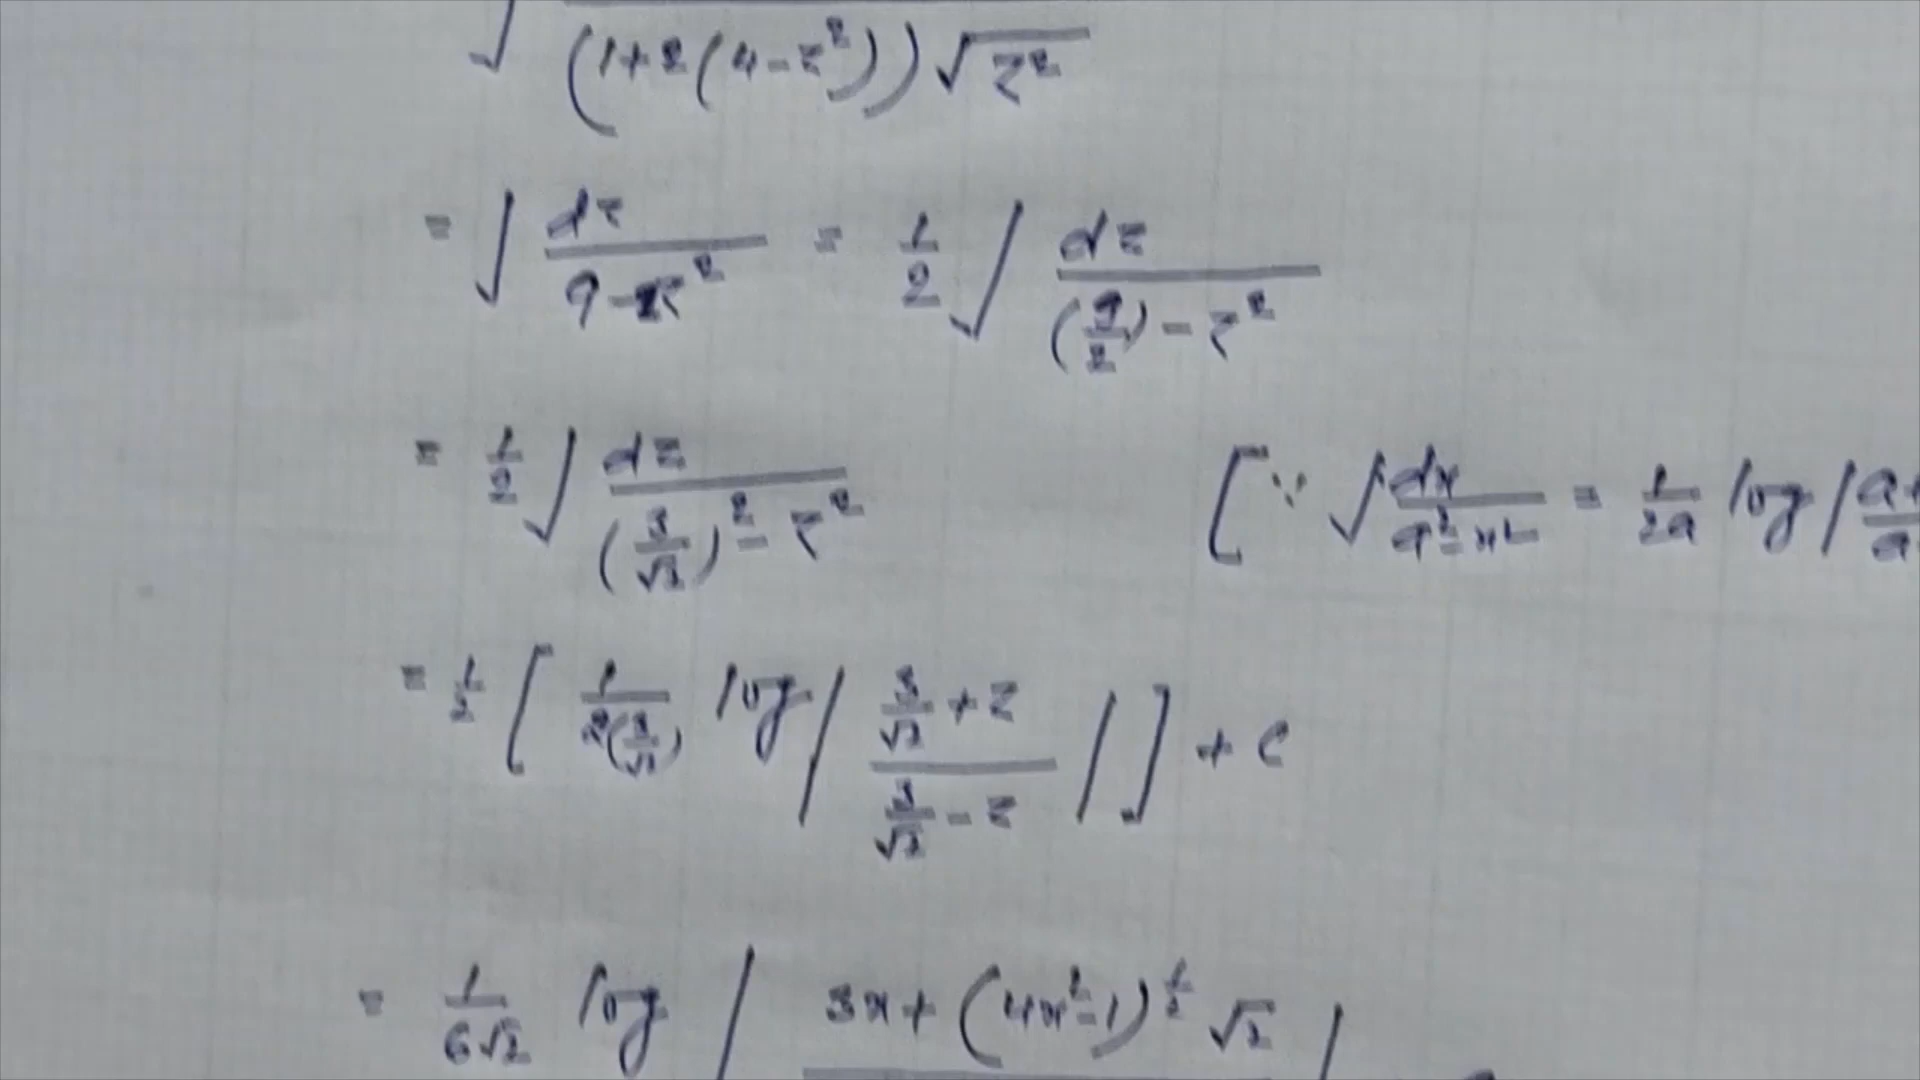 ∫ (1+2(4-z²))√z²
= ∫ dz/(9-2z²) = 1/2 ∫ dz/((9/2)-z²)
= 1/2 ∫ dz/((3/√2)²-z²) [∵ ∫ dx/(a²-x²) = 1/2a log|a+/a
= 1/2 [1/(2(3/√2)) log|(3/√2+z)/(3/√2-z)|] + c
= 1/6√2 log|3x+(4x²-1)^1/2 √2|